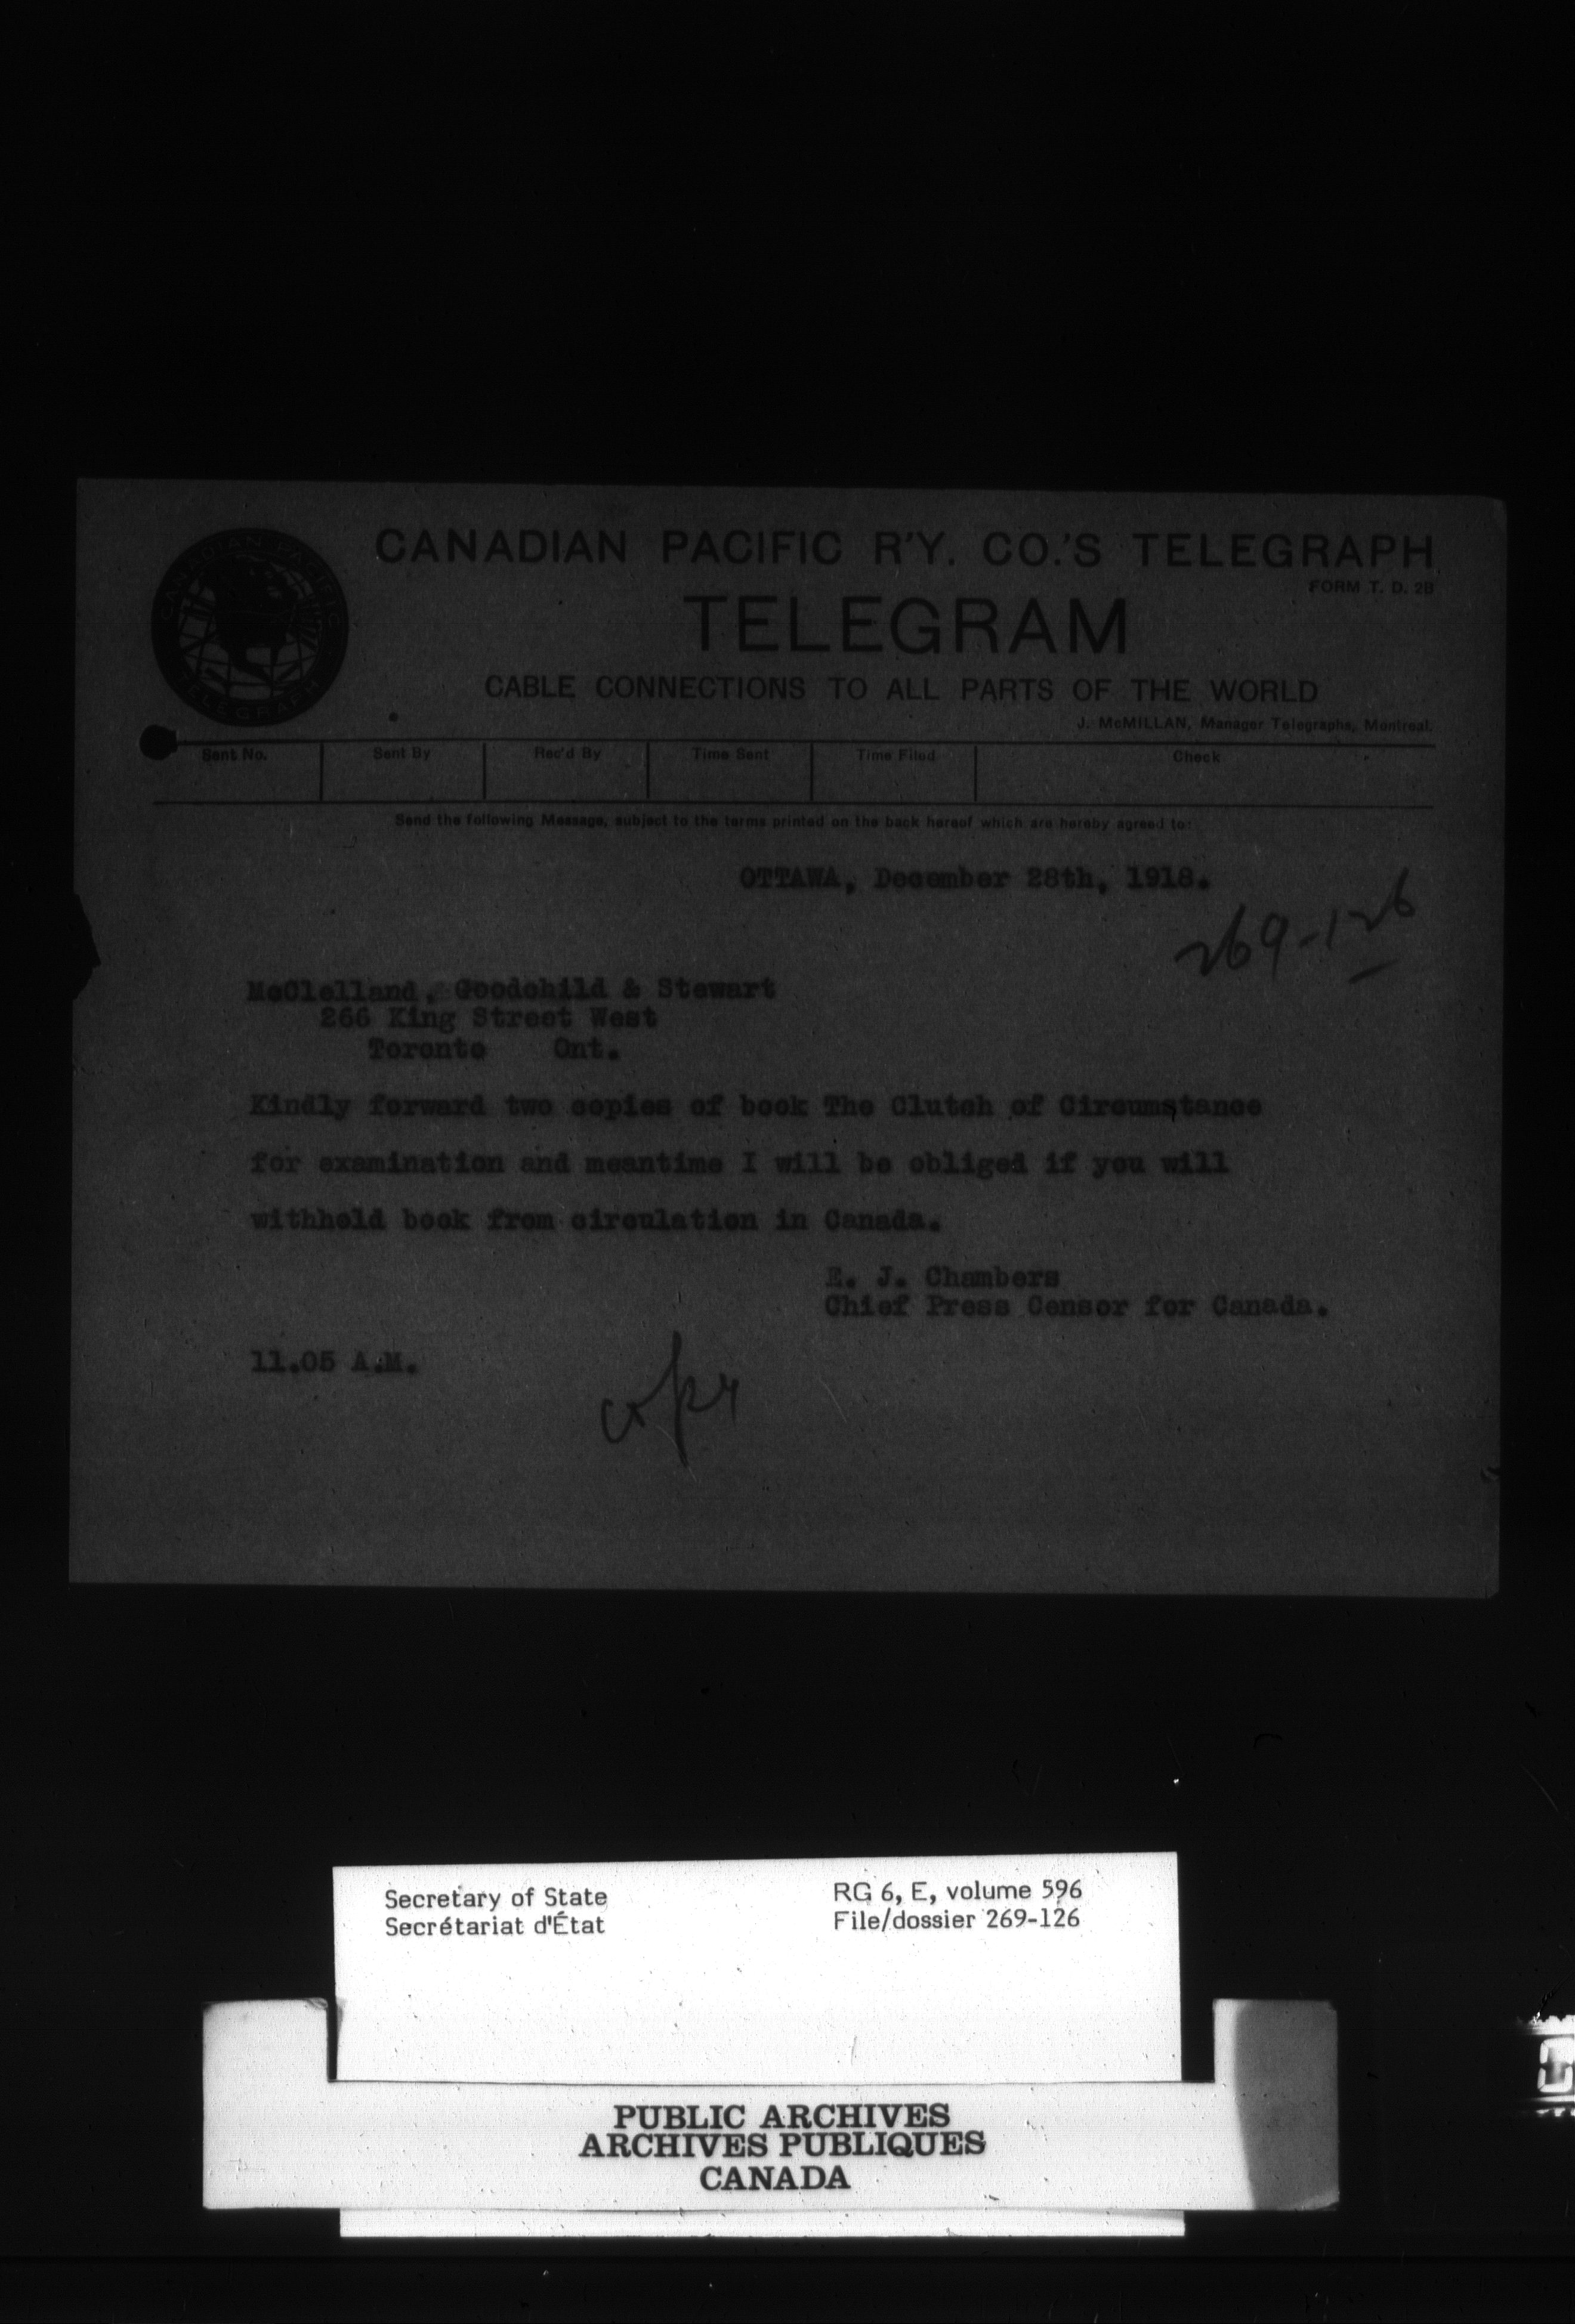 CANADIAN PACIFIC TELEGRAPH
CANADIAN PACIFIC R'Y. CO.'S TELEGRAPH
FORM T. D. 2B
TELEGRAM
CABLE CONNECTIONS TO ALL PARTS OF THE WORLD
J. McMILLAN, Manager Telegraphs, Montreal.
Sent No. Sent By Rec'd By Time Sent Time Filed Check
Send the following Message, subject to the terms printed on the back hereof which are hereby agreed to:
OTTAWA, December 28th, 1918.
269-126
McClelland, Goodchild & Stewart
266 King Street West
Toronto Ont.
Kindly forward two copies of book The Clutch of Circumstance
for examination and meantime I will be obliged if you will
withhold book from circulation in Canada.
E. J. Chambers
Chief Press Censor for Canada.
11.05 A.M.
copy
Secretary of State RG 6, E, volume 596
Secrétariat d'État File/dossier 269-126
PUBLIC ARCHIVES
ARCHIVES PUBLIQUES
CANADA